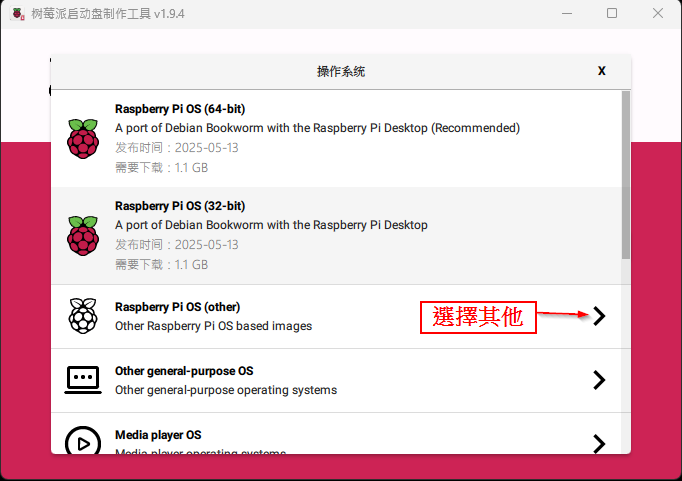 树莓派启动盘制作工具 v1.9.4
操作系统
X
Raspberry Pi OS (64-bit)
A port of Debian Bookworm with the Raspberry Pi Desktop (Recommended)
发布时间：2025-05-13
需要下载：1.1 GB
Raspberry Pi OS (32-bit)
A port of Debian Bookworm with the Raspberry Pi Desktop
发布时间：2025-05-13
需要下载：1.1 GB
Raspberry Pi OS (other)
Other Raspberry Pi OS based images
選擇其他
Other general-purpose OS
Other general-purpose operating systems
Media player OS
Media player operating systems